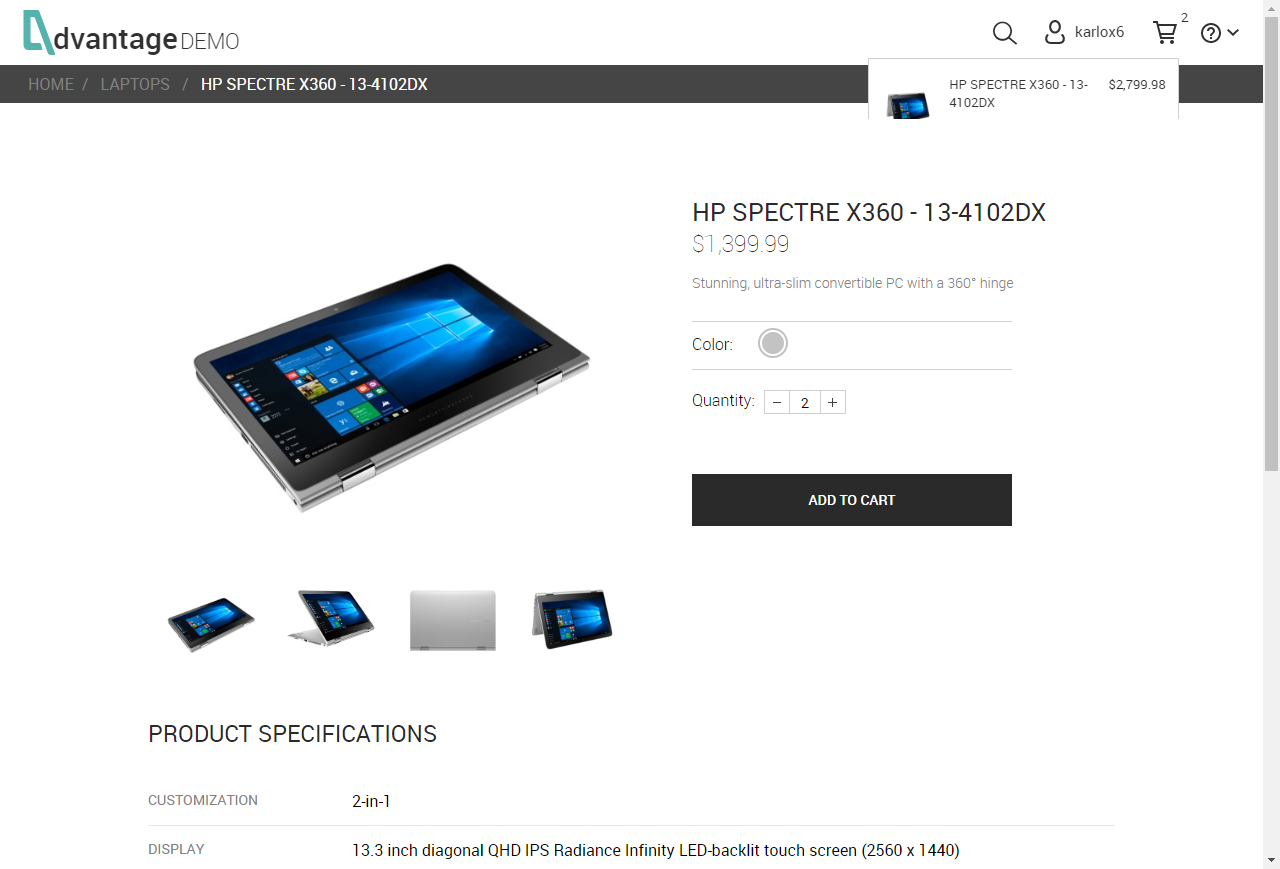 dvantage DEMO
karlox6
2
HOME / LAPTOPS / HP SPECTRE X360 - 13-4102DX
HP SPECTRE X360 - 13-
4102DX
$2,799.98
HP SPECTRE X360 - 13-4102DX
$1,399.99
Stunning, ultra-slim convertible PC with a 360° hinge
Color:
Quantity: − 2 +
ADD TO CART
PRODUCT SPECIFICATIONS
CUSTOMIZATION 2-in-1
DISPLAY 13.3 inch diagonal QHD IPS Radiance Infinity LED-backlit touch screen (2560 x 1440)